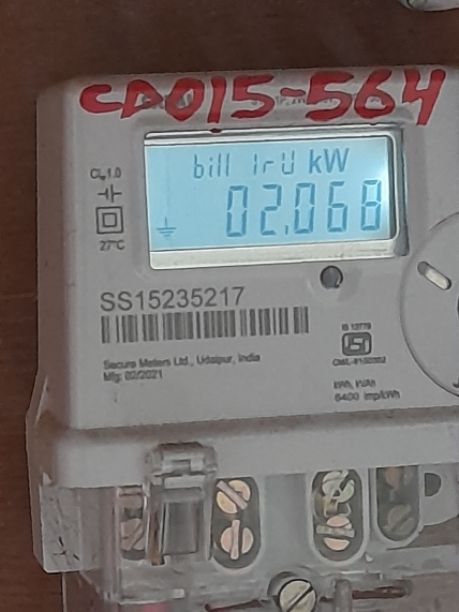 CD015-564
bill 1rU kW
02.068
Cl. 1.0
27°C
SS15235217
IS 13779
Secure Meters Ltd., Udaipur, India
Mfg: 02/2021
kWh, kVAh
6400 imp/kWh